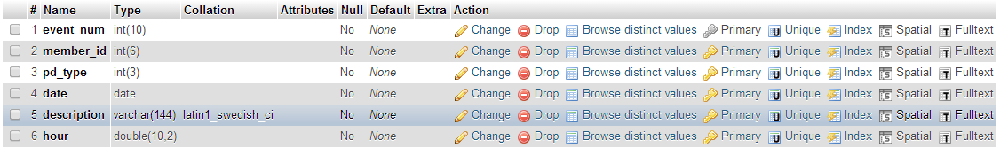 # Name Type Collation Attributes Null Default Extra Action
1 event_num int(10) No None Change Drop Browse distinct values Primary Unique Index Spatial Fulltext
2 member_id int(6) No None Change Drop Browse distinct values Primary Unique Index Spatial Fulltext
3 pd_type int(3) No None Change Drop Browse distinct values Primary Unique Index Spatial Fulltext
4 date date No None Change Drop Browse distinct values Primary Unique Index Spatial Fulltext
5 description varchar(144) latin1_swedish_ci No None Change Drop Browse distinct values Primary Unique Index Spatial Fulltext
6 hour double(10,2) No None Change Drop Browse distinct values Primary Unique Index Spatial Fulltext